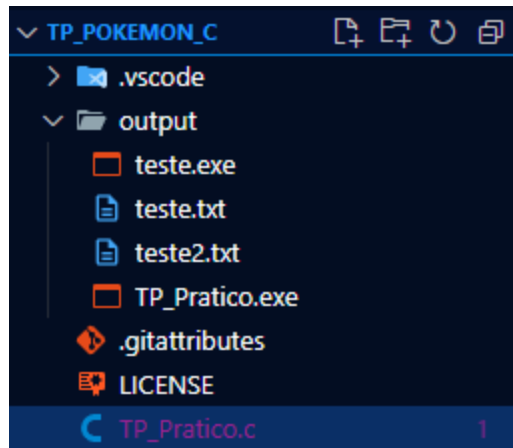 TP_POKEMON_C
.vscode
output
teste.exe
teste.txt
teste2.txt
TP_Pratico.exe
.gitattributes
LICENSE
TP_Pratico.c 1